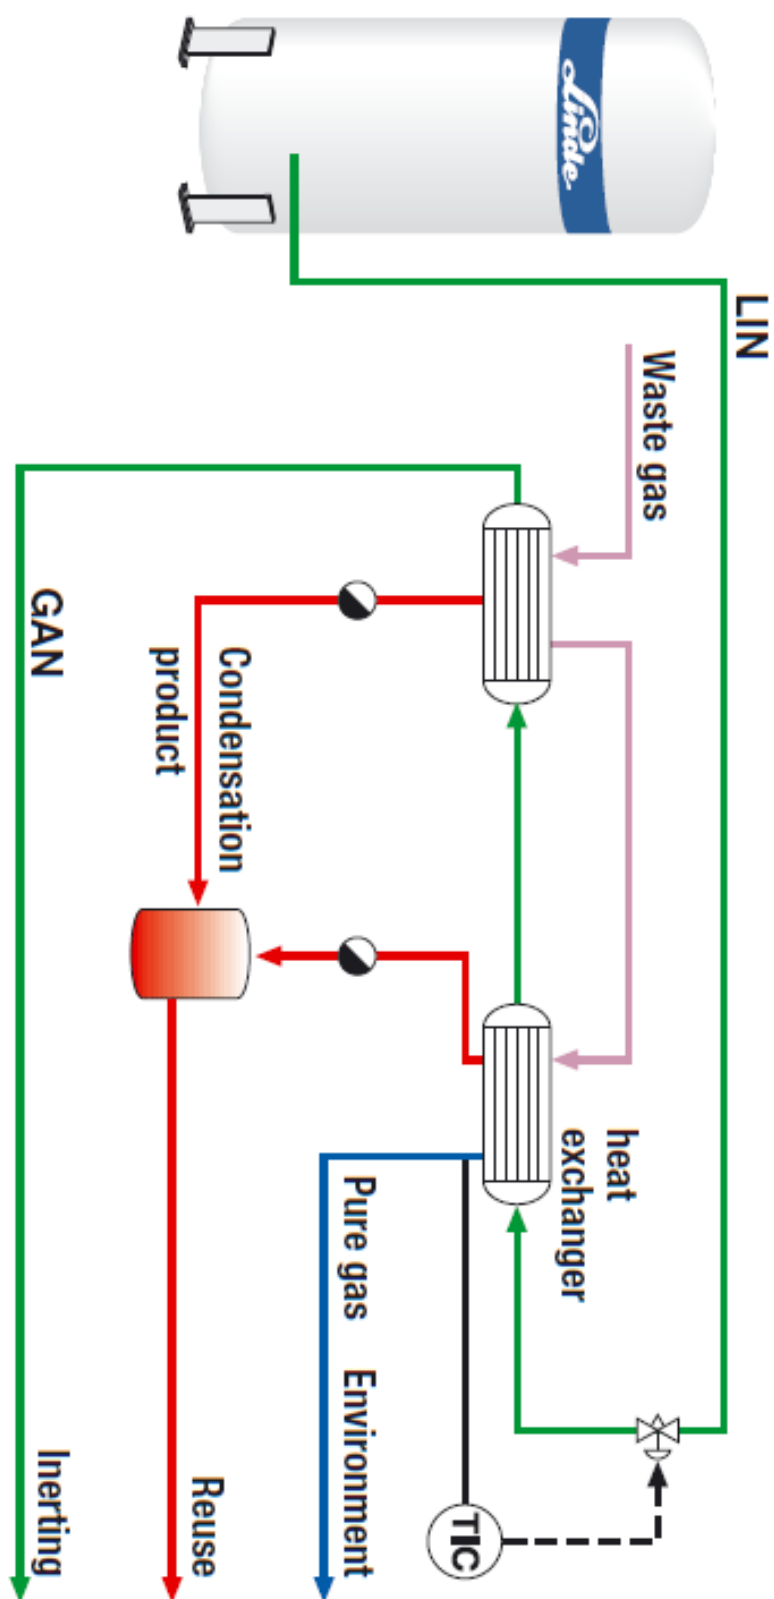 Linde
LIN
Waste gas
heat
exchanger
TIC
Condensation
product
Pure gas
Environment
GAN
Reuse
Inerting